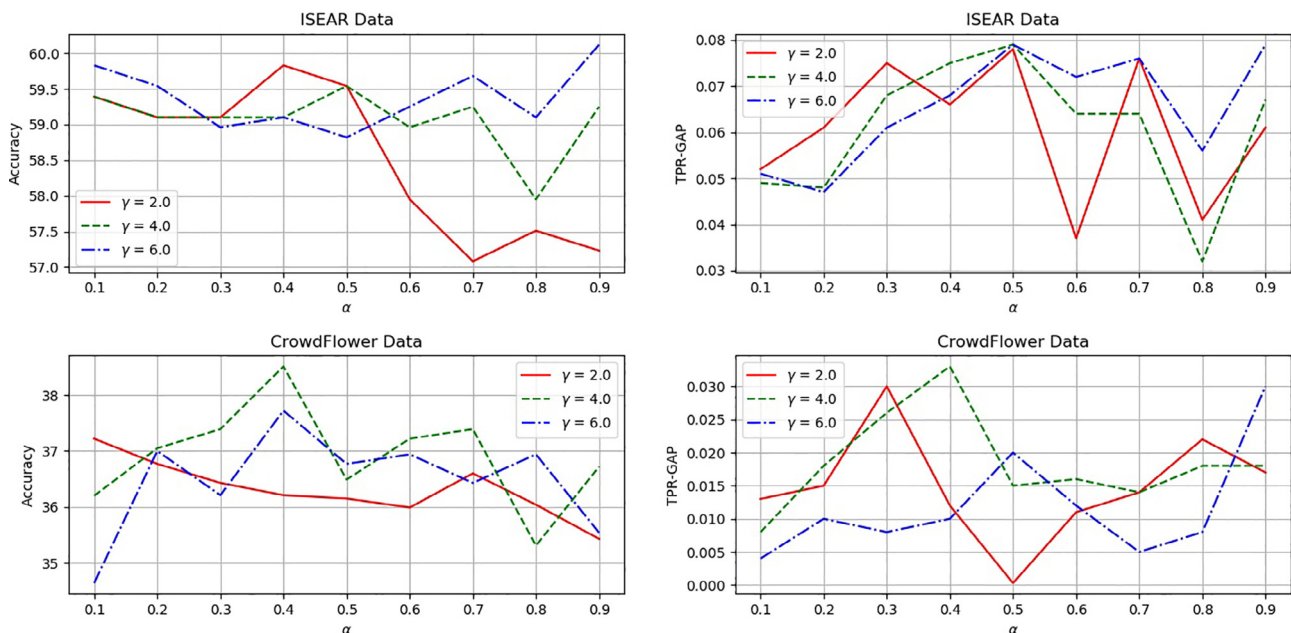 ISEAR Data
60.0
59.5
59.0
58.5
58.0
57.5
57.0
Accuracy
γ = 2.0
γ = 4.0
γ = 6.0
0.1 0.2 0.3 0.4 0.5 0.6 0.7 0.8 0.9
α
ISEAR Data
0.08
0.07
0.06
0.05
0.04
0.03
TPR-GAP
γ = 2.0
γ = 4.0
γ = 6.0
0.1 0.2 0.3 0.4 0.5 0.6 0.7 0.8 0.9
α
CrowdFlower Data
38
37
36
35
Accuracy
γ = 2.0
γ = 4.0
γ = 6.0
0.1 0.2 0.3 0.4 0.5 0.6 0.7 0.8 0.9
α
CrowdFlower Data
0.030
0.025
0.020
0.015
0.010
0.005
0.000
TPR-GAP
γ = 2.0
γ = 4.0
γ = 6.0
0.1 0.2 0.3 0.4 0.5 0.6 0.7 0.8 0.9
α